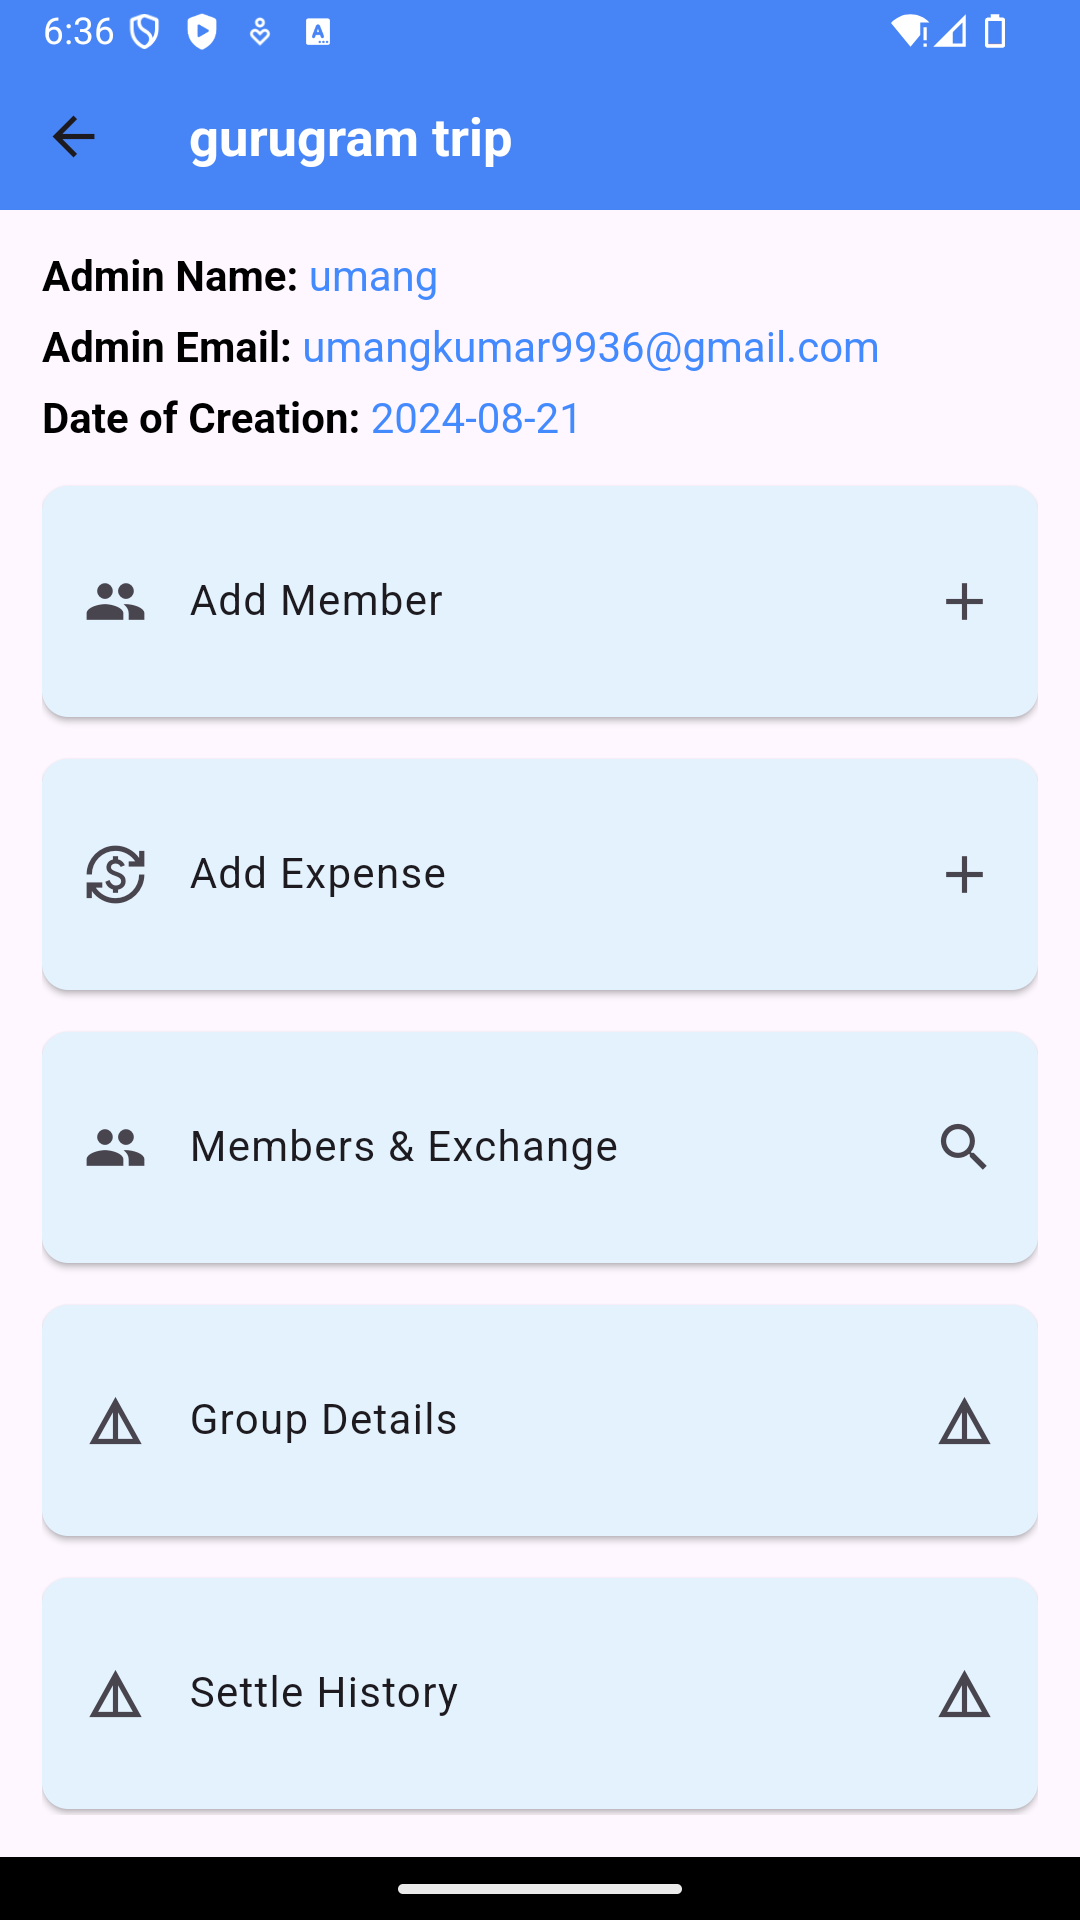 6:36
gurugram trip
Admin Name: umang
Admin Email: umangkumar9936@gmail.com
Date of Creation: 2024-08-21
Add Member
Add Expense
Members & Exchange
Group Details
Settle History